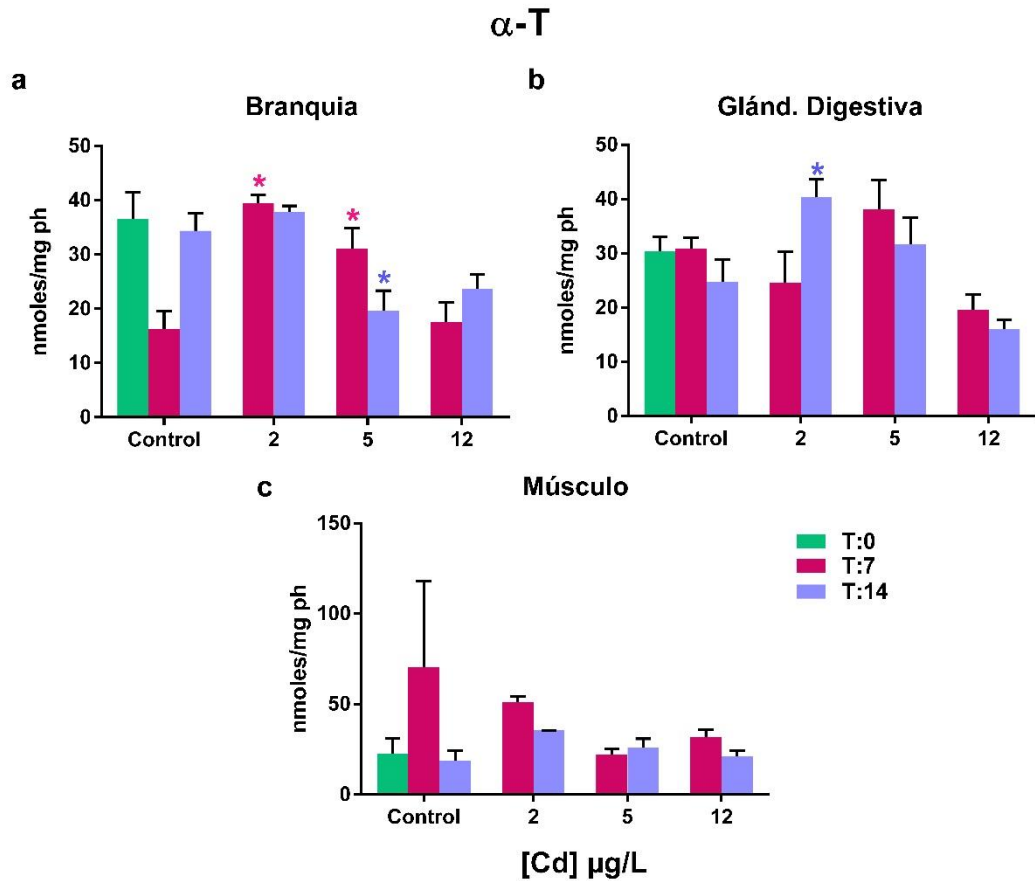 α-T
a
Branquia
nmoles/mg ph
50
40
30
20
10
0
*
*
*
Control 2 5 12
b
Glánd. Digestiva
nmoles/mg ph
50
40
30
20
10
0
*
Control 2 5 12
c
Músculo
nmoles/mg ph
150
100
50
0
Control 2 5 12
T:0
T:7
T:14
[Cd] µg/L